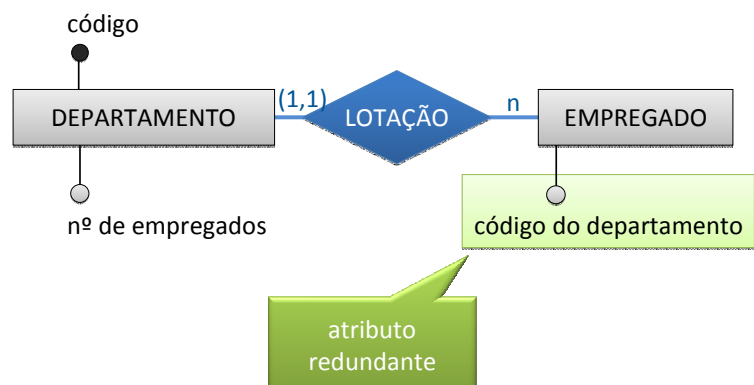 código
DEPARTAMENTO
(1,1)
LOTAÇÃO
n
EMPREGADO
nº de empregados
código do departamento
atributo
redundante